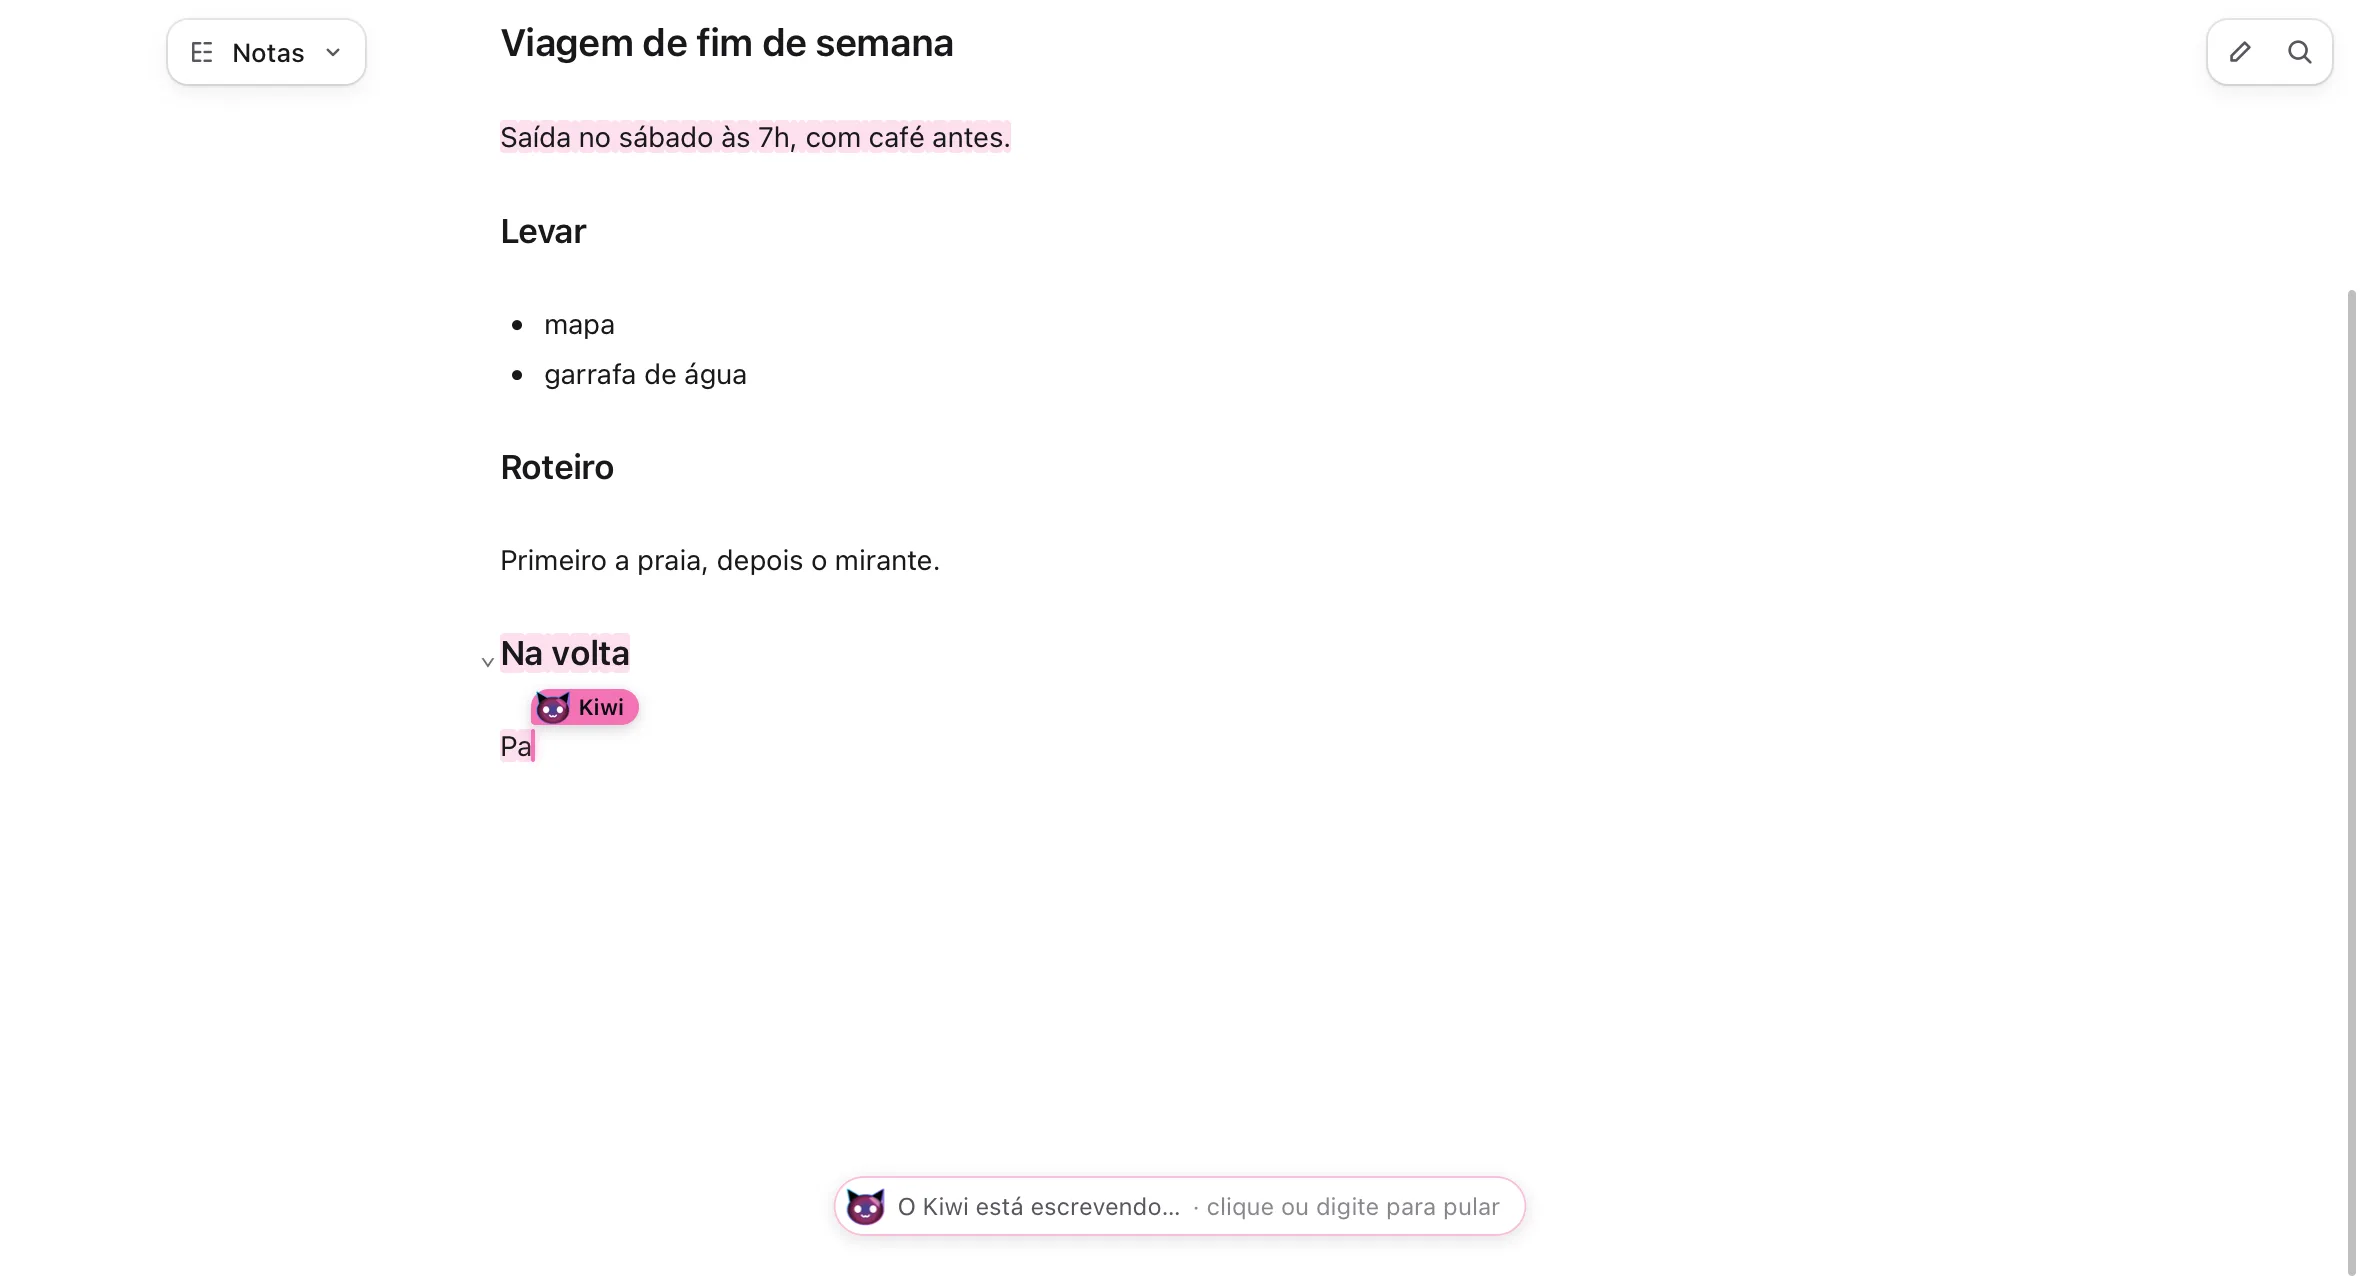 Notas
Viagem de fim de semana
Saída no sábado às 7h, com café antes.
Levar
mapa
garrafa de água
Roteiro
Primeiro a praia, depois o mirante.
Na volta
Kiwi
Pa
O Kiwi está escrevendo... · clique ou digite para pular